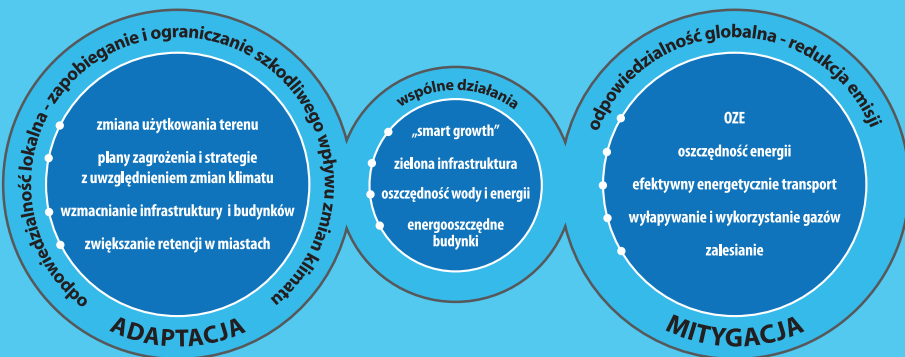 odpowiedzialność lokalna - zapobieganie i ograniczanie szkodliwego wpływu zmian klimatu
zmiana użytkowania terenu
plany zagrożenia i strategie
z uwzględnieniem zmian klimatu
wzmacnianie infrastruktury i budynków
zwiększanie retencji w miastach
ADAPTACJA
wspólne działania
„smart growth”
zielona infrastruktura
oszczędność wody i energii
energooszczędne
budynki
odpowiedzialność globalna - redukcja emisji
OZE
oszczędność energii
efektywny energetycznie transport
wyłapywanie i wykorzystanie gazów
zalesianie
MITYGACJA